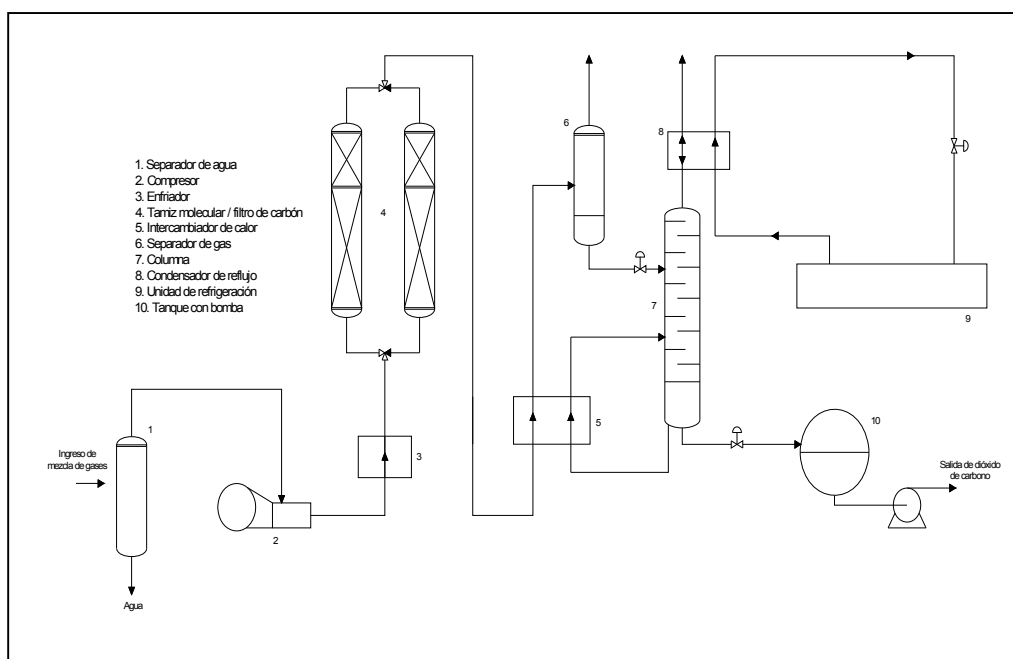 1. Separador de agua
2. Compresor
3. Enfriador
4. Tamiz molecular / filtro de carbón
5. Intercambiador de calor
6. Separador de gas
7. Columna
8. Condensador de reflujo
9. Unidad de refrigeración
10. Tanque con bomba
4
6
8
7
9
5
10
1
3
2
Ingreso de
mezcla de gases
Agua
Salida de dióxido
de carbono